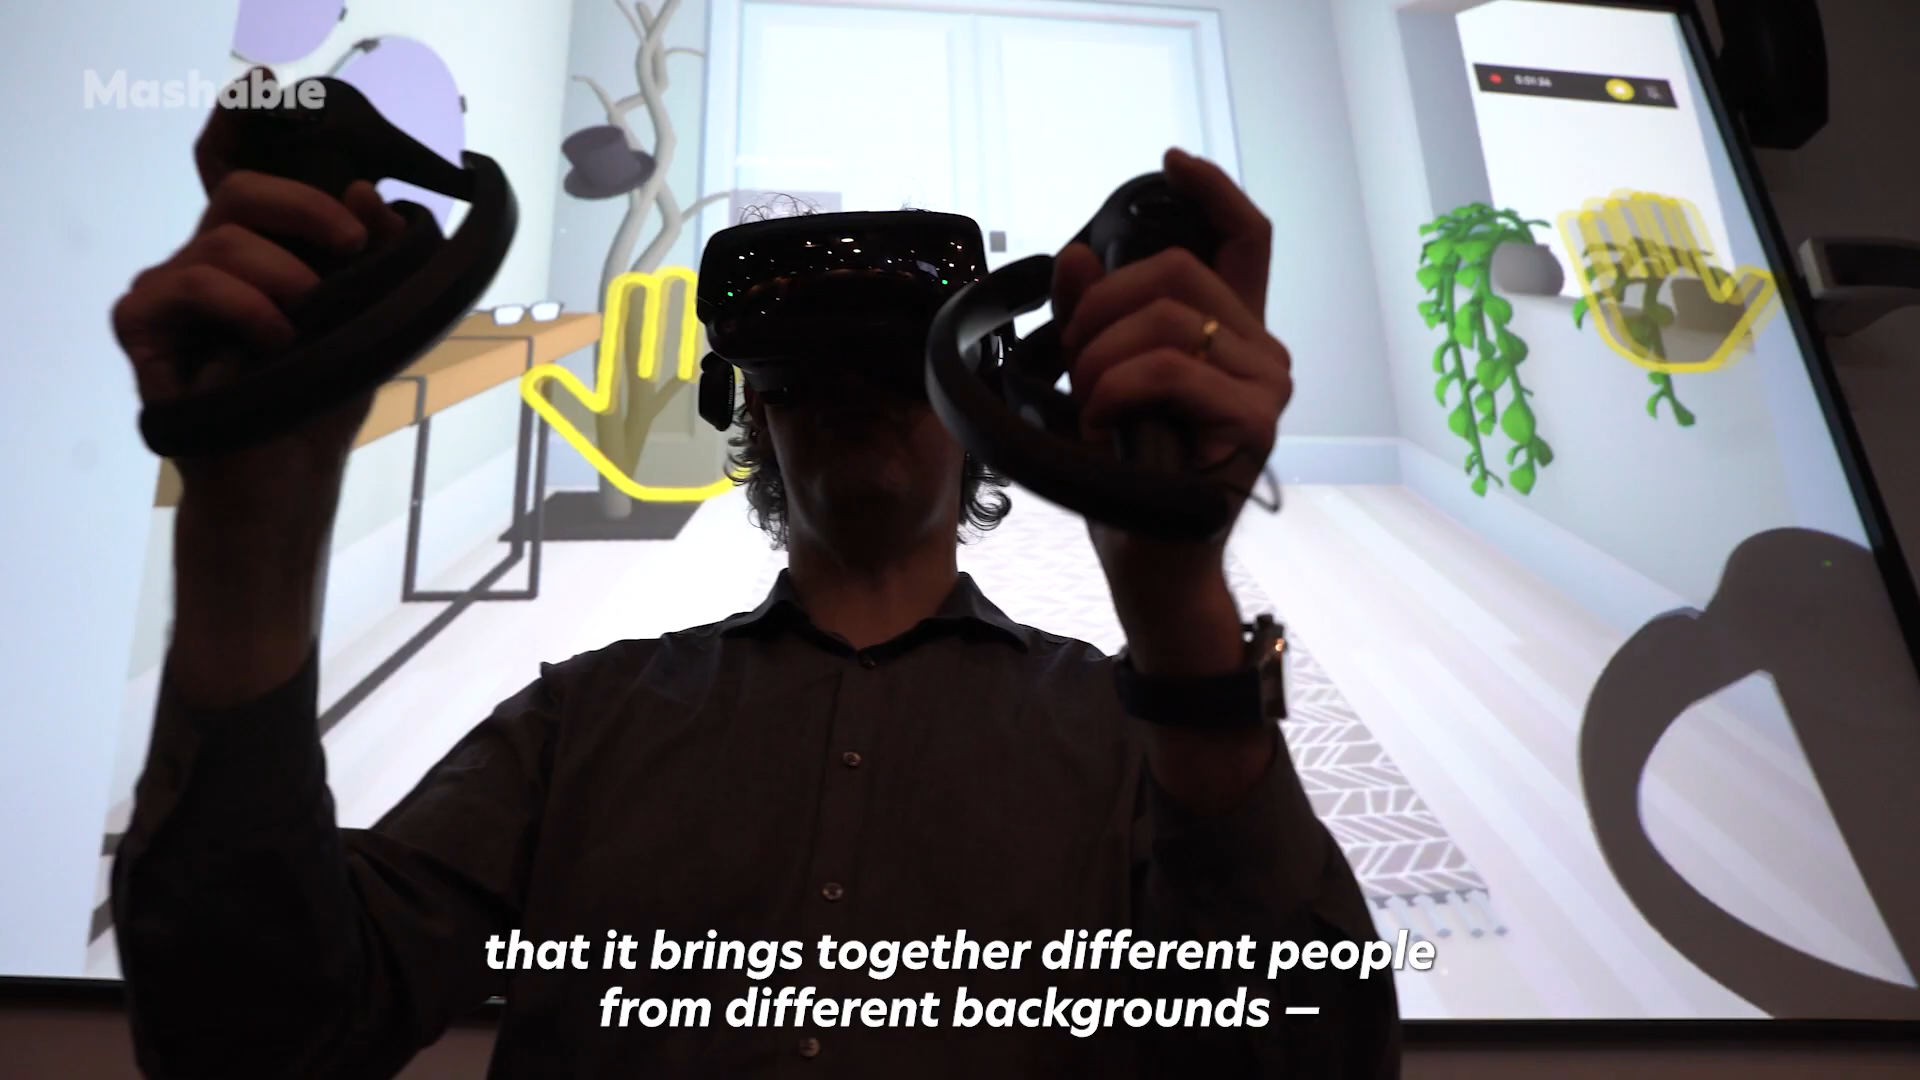 Mashable
that it brings together different people
from different backgrounds —